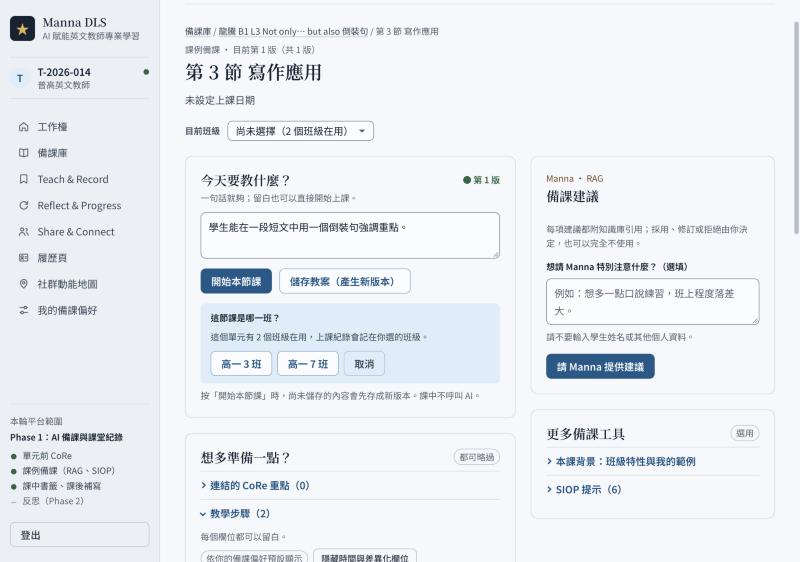 Manna DLS
AI 賦能英文教師專業學習
T
T-2026-014
普高英文教師
工作檯
備課庫
Teach & Record
Reflect & Progress
Share & Connect
履歷頁
社群動能地圖
我的備課偏好
本輪平台範圍
Phase 1：AI 備課與課堂紀錄
單元前 CoRe
課例備課（RAG、SIOP）
課中書籤、課後補寫
反思（Phase 2）
登出
備課庫 / 龍騰 B1 L3 Not only… but also 倒裝句 / 第 3 節 寫作應用
課例備課 · 目前第 1 版（共 1 版）
第 3 節 寫作應用
未設定上課日期
目前班級
尚未選擇（2 個班級在用）
今天要教什麼？
第 1 版
一句話就夠；留白也可以直接開始上課。
學生能在一段短文中用一個倒裝句強調重點。
開始本節課
儲存教案（產生新版本）
這節課是哪一班？
這個單元有 2 個班級在用，上課紀錄會記在你選的班級。
高一 3 班
高一 7 班
取消
按「開始本節課」時，尚未儲存的內容會先存成新版本。課中不呼叫 AI。
想多準備一點？
都可略過
連結的 CoRe 重點（0）
教學步驟（2）
每個欄位都可以留白。
依你的備課偏好預設顯示
隱藏時間與差異化欄位
Manna · RAG
備課建議
每項建議都附知識庫引用；採用、修訂或拒絕由你決
定，也可以完全不使用。
想請 Manna 特別注意什麼？（選填）
例如：想多一點口說練習，班上程度落差
大。
請不要輸入學生姓名或其他個人資料。
請 Manna 提供建議
更多備課工具
選用
本課背景：班級特性與我的範例
SIOP 提示（6）